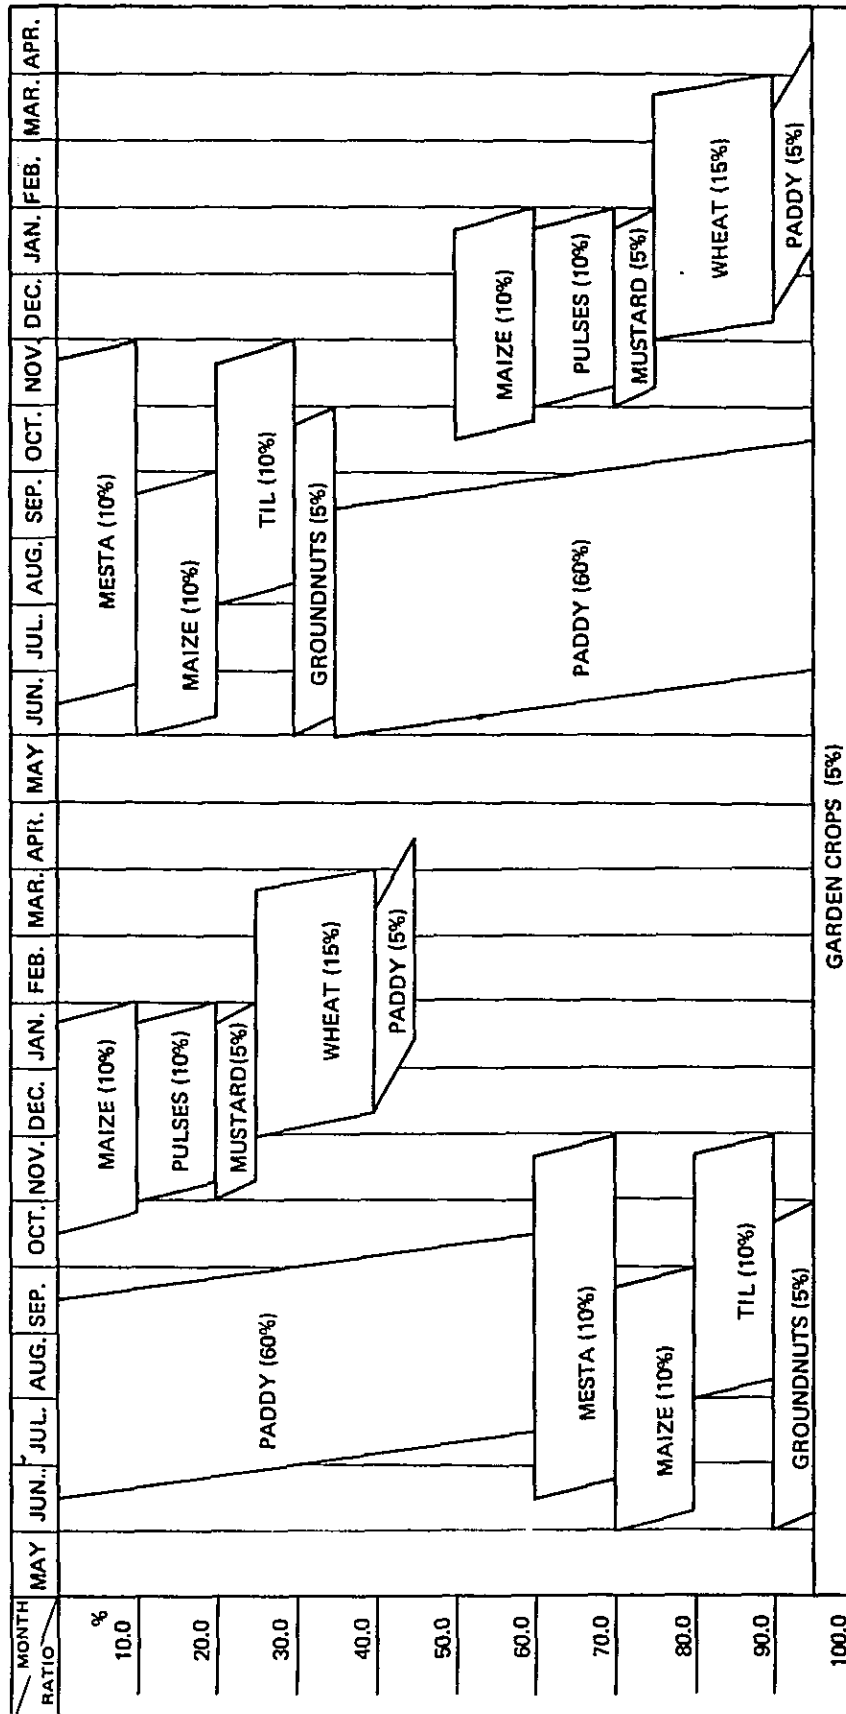 MONTH
RATIO
MAY JUN. JUL. AUG. SEP. OCT. NOV. DEC. JAN. FEB. MAR. APR. MAY JUN. JUL. AUG. SEP. OCT. NOV. DEC. JAN. FEB. MAR. APR.
%
10.0
20.0
30.0
40.0
50.0
60.0
70.0
80.0
90.0
100.0
PADDY (60%)
MAIZE (10%)
PULSES (10%)
MUSTARD (5%)
WHEAT (15%)
PADDY (5%)
MESTA (10%)
MAIZE (10%)
TIL (10%)
GROUNDNUTS (5%)
MESTA (10%)
MAIZE (10%)
TIL (10%)
GROUNDNUTS (5%)
PADDY (60%)
MAIZE (10%)
PULSES (10%)
MUSTARD (5%)
WHEAT (15%)
PADDY (5%)
GARDEN CROPS (5%)